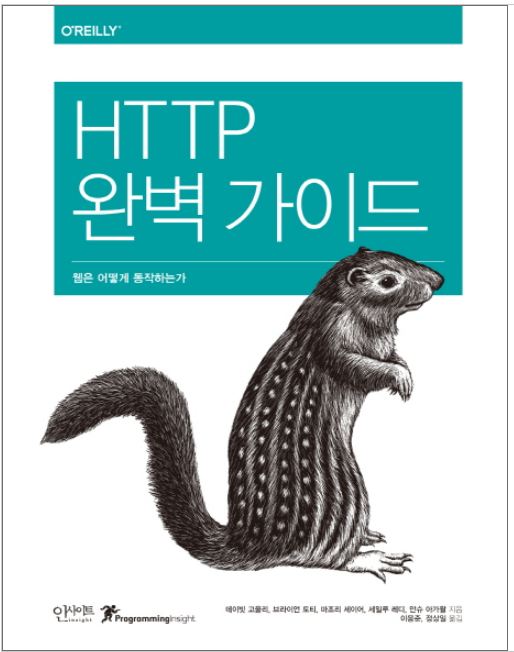 O'REILLY™
HTTP
완벽 가이드
웹은 어떻게 동작하는가
인사이트
insight
ProgrammingInsight
데이빗 고울리, 브라이언 토티, 마조리 세이어, 세일루 레디, 안슈 아가왈 지음
이응준, 정상일 옮김